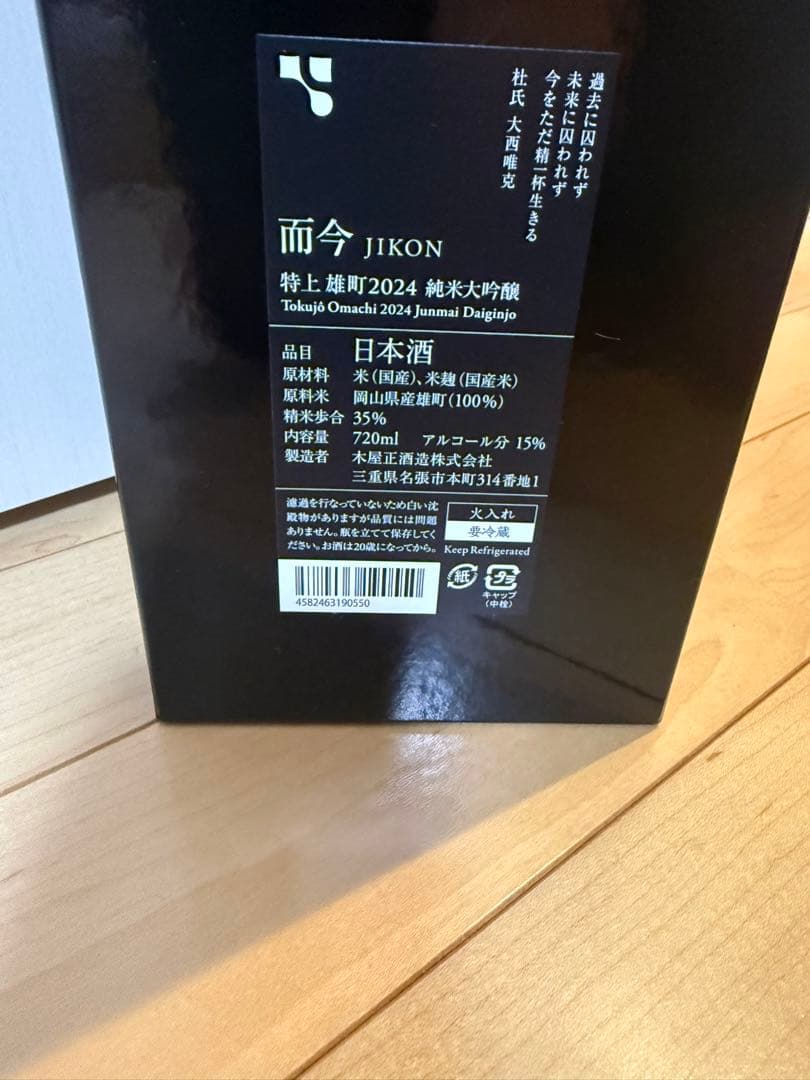 過去に囚われず
未来に囚われず
今をただ精一杯生きる
杜氏 大西唯克
而今 JIKON
特上 雄町2024 純米大吟醸
Tokujo Omachi 2024 Junmai Daiginjo
品目 日本酒
原材料 米(国産)、米麹(国産米)
原料米 岡山県産雄町(100%)
精米歩合 35%
内容量 720ml アルコール分 15%
製造者 木屋正酒造株式会社
三重県名張市本町314番地1
濾過を行なっていないため白い沈
殿物がありますが品質には問題
ありません。瓶を立てて保存してく
ださい。お酒は20歳になってから。
火入れ
要冷蔵
Keep Refrigerated
4582463190550
紙
プラ
キャップ
(中栓)